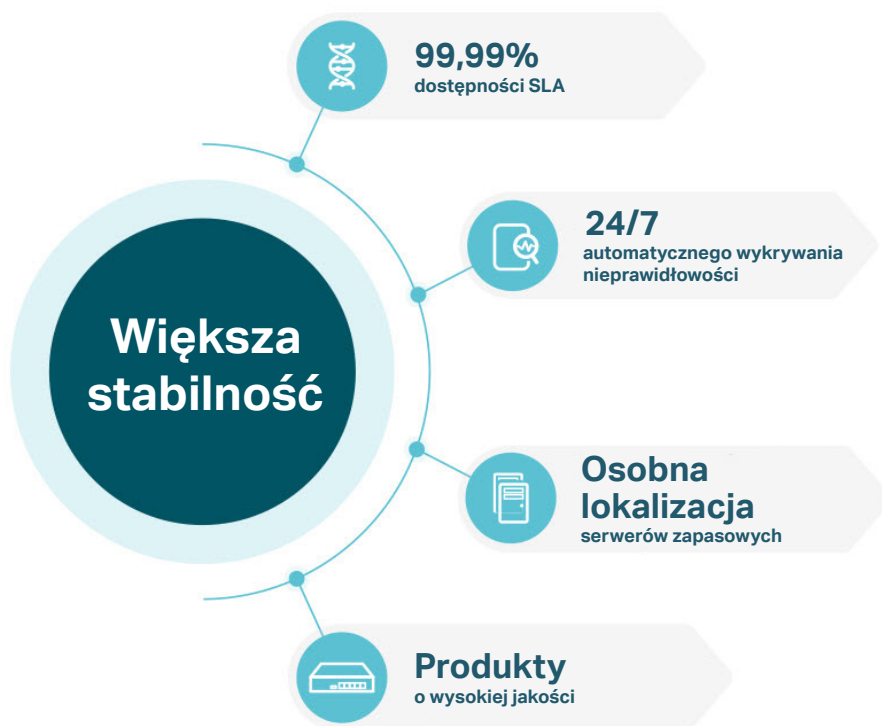 99,99%
dostępności SLA
24/7
automatycznego wykrywania
nieprawidłowości
Większa
stabilność
Osobna
lokalizacja
serwerów zapasowych
Produkty
o wysokiej jakości